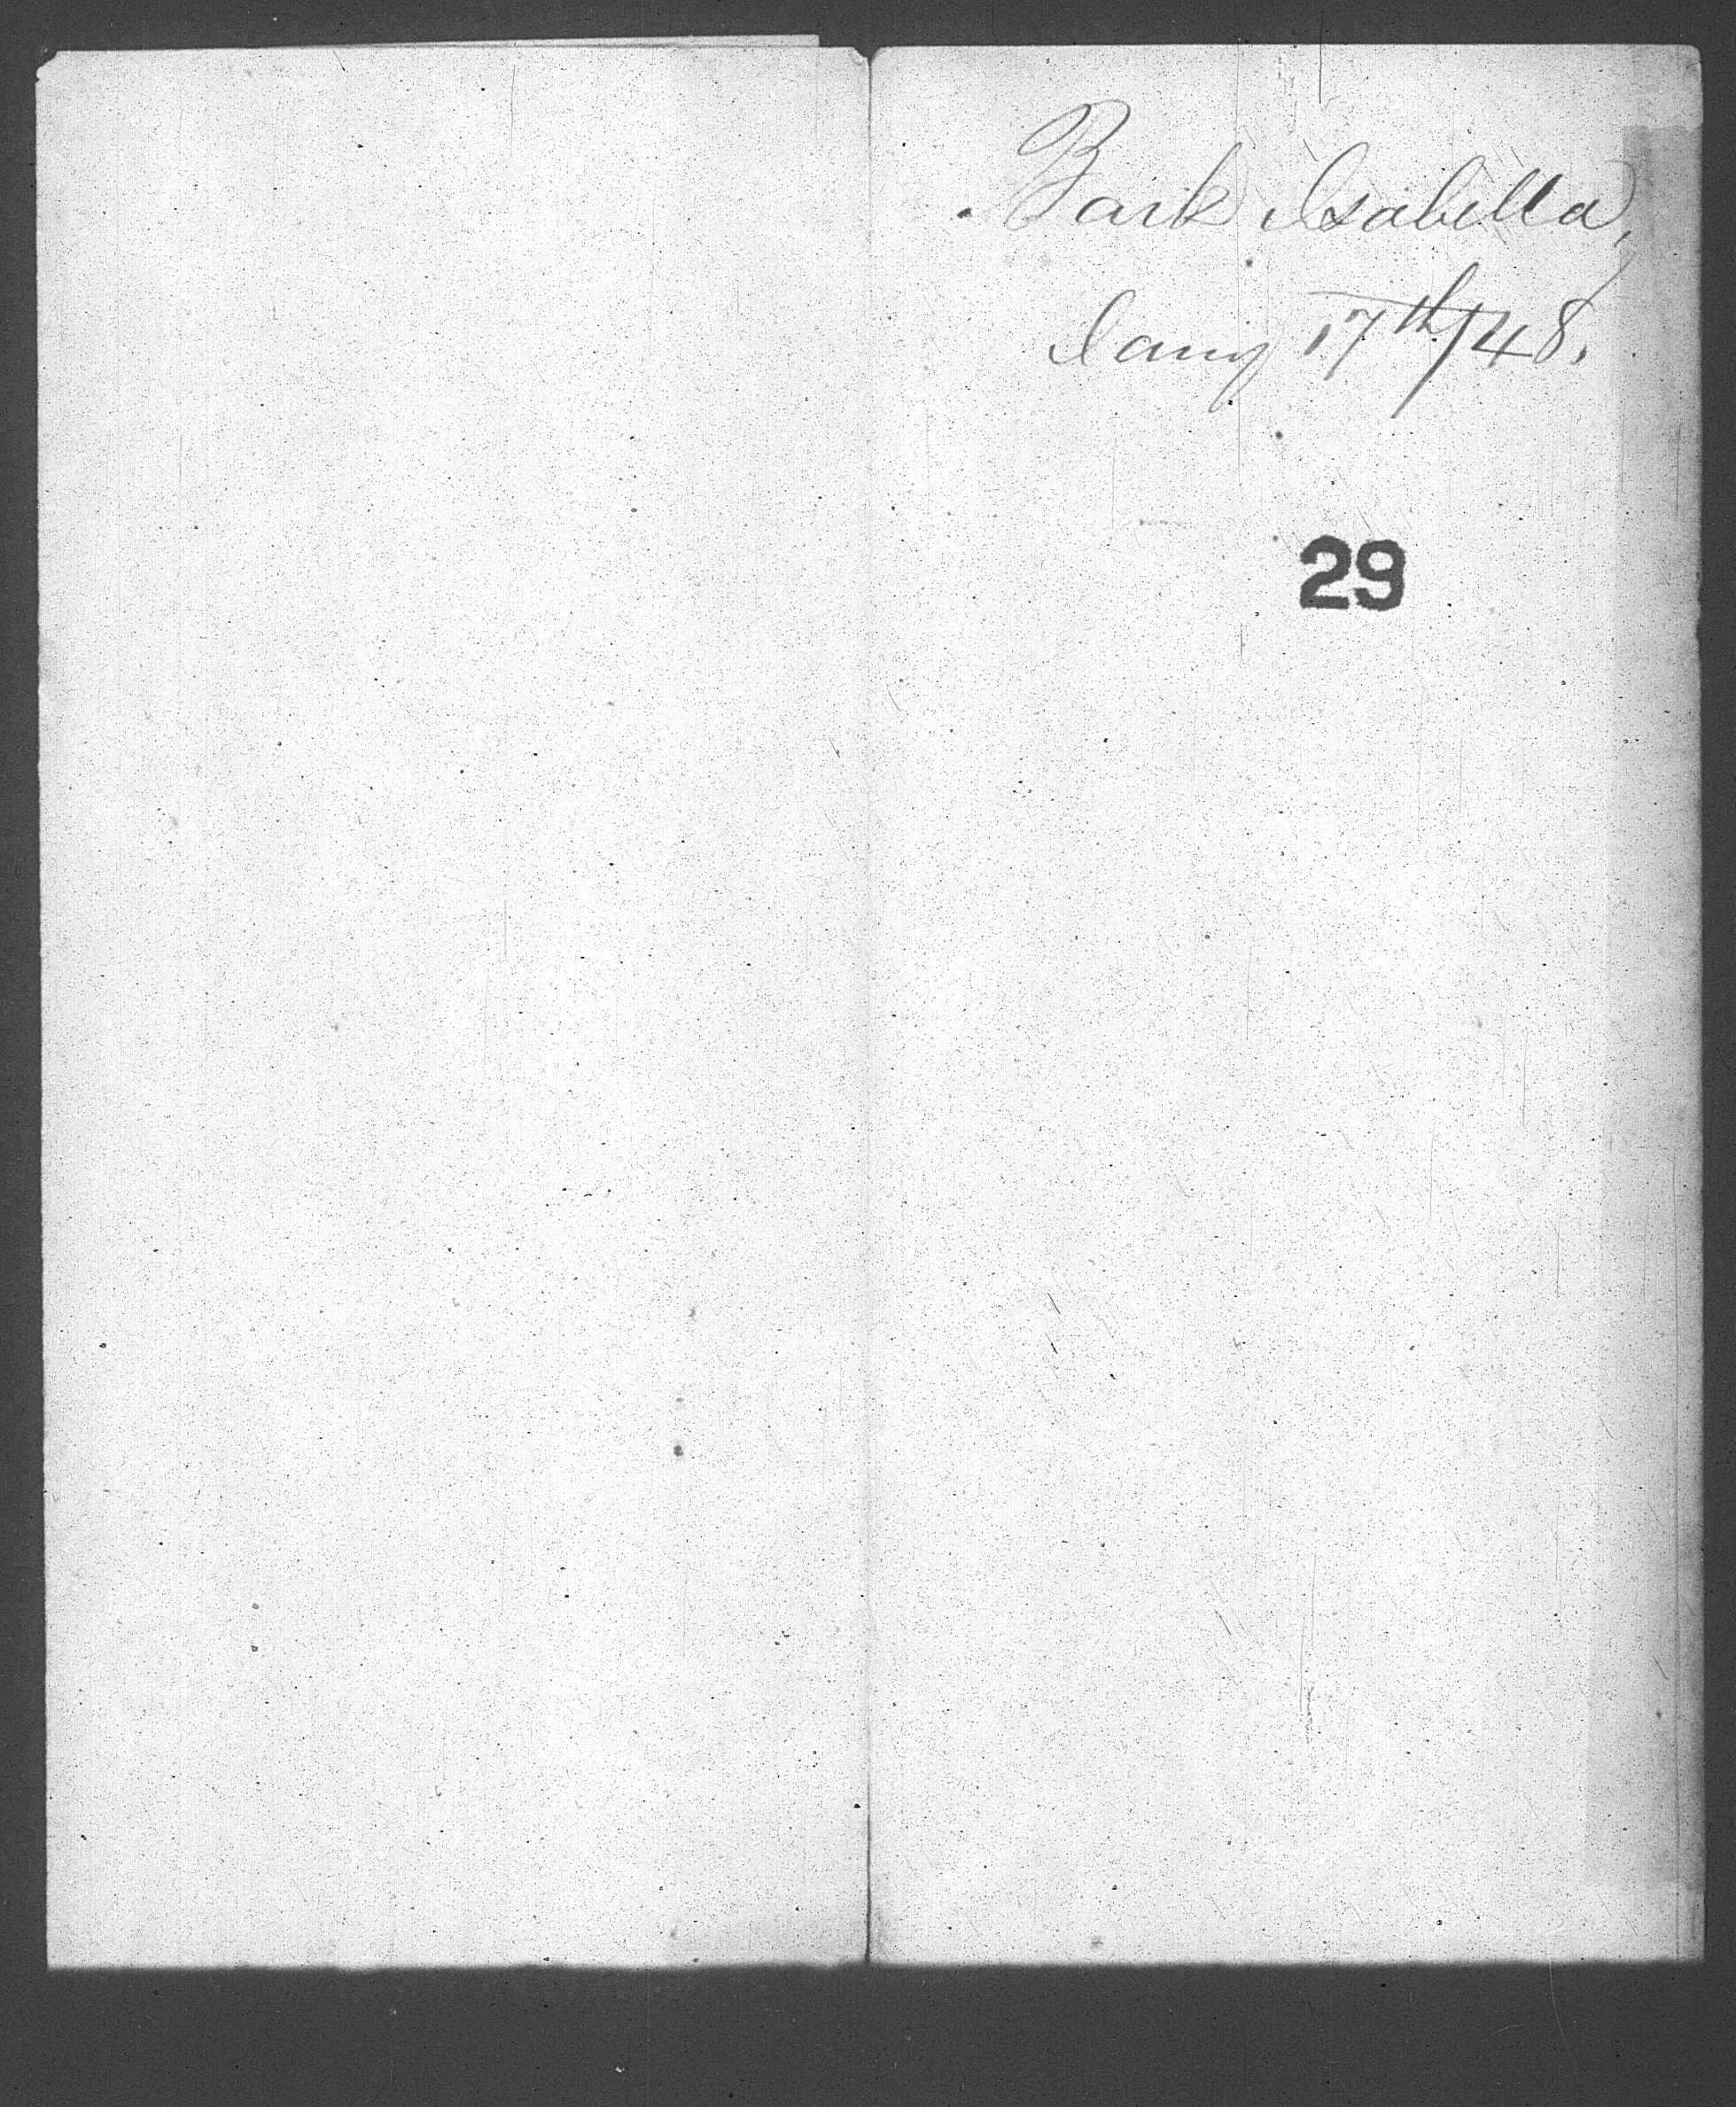 Bark Isabella,
Jany 17th/48.
29